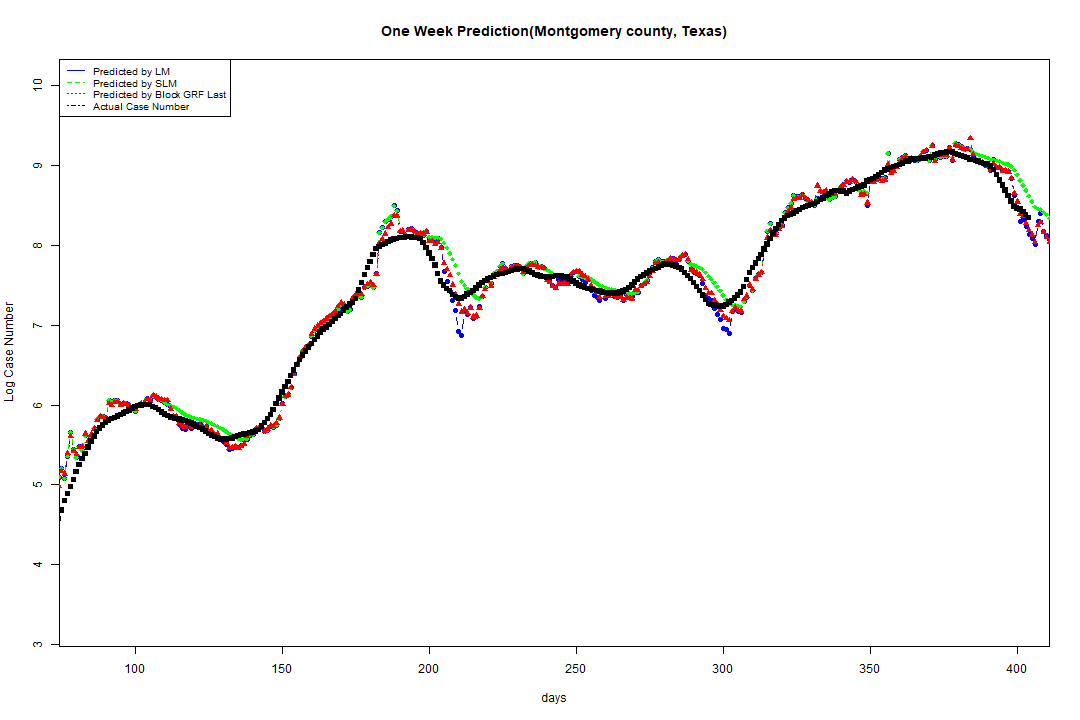 One Week Prediction(Montgomery county, Texas)
Predicted by LM
Predicted by SLM
Predicted by Block GRF Last
Actual Case Number
10
9
8
7
6
5
4
3
Log Case Number
100 150 200 250 300 350 400
days